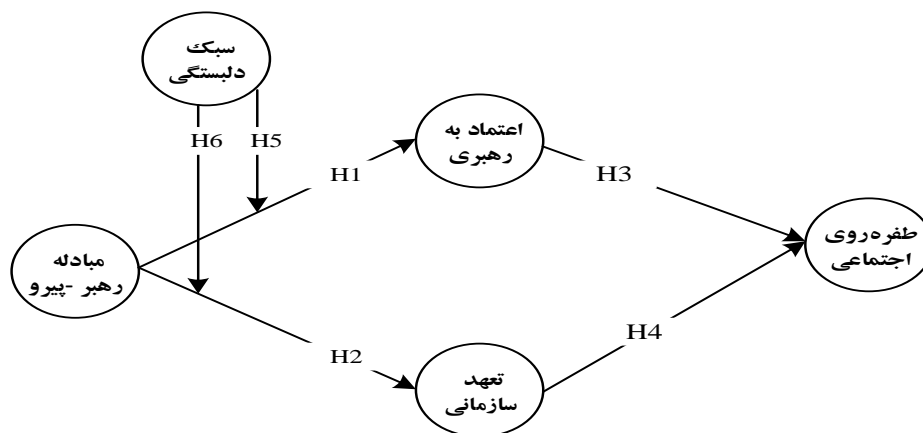 سبک
دلبستگی
H6
H5
اعتماد به
رهبری
H1
H3
مبادله
رهبر -پیرو
طفره‌روی
اجتماعی
H2
H4
تعهد
سازمانی